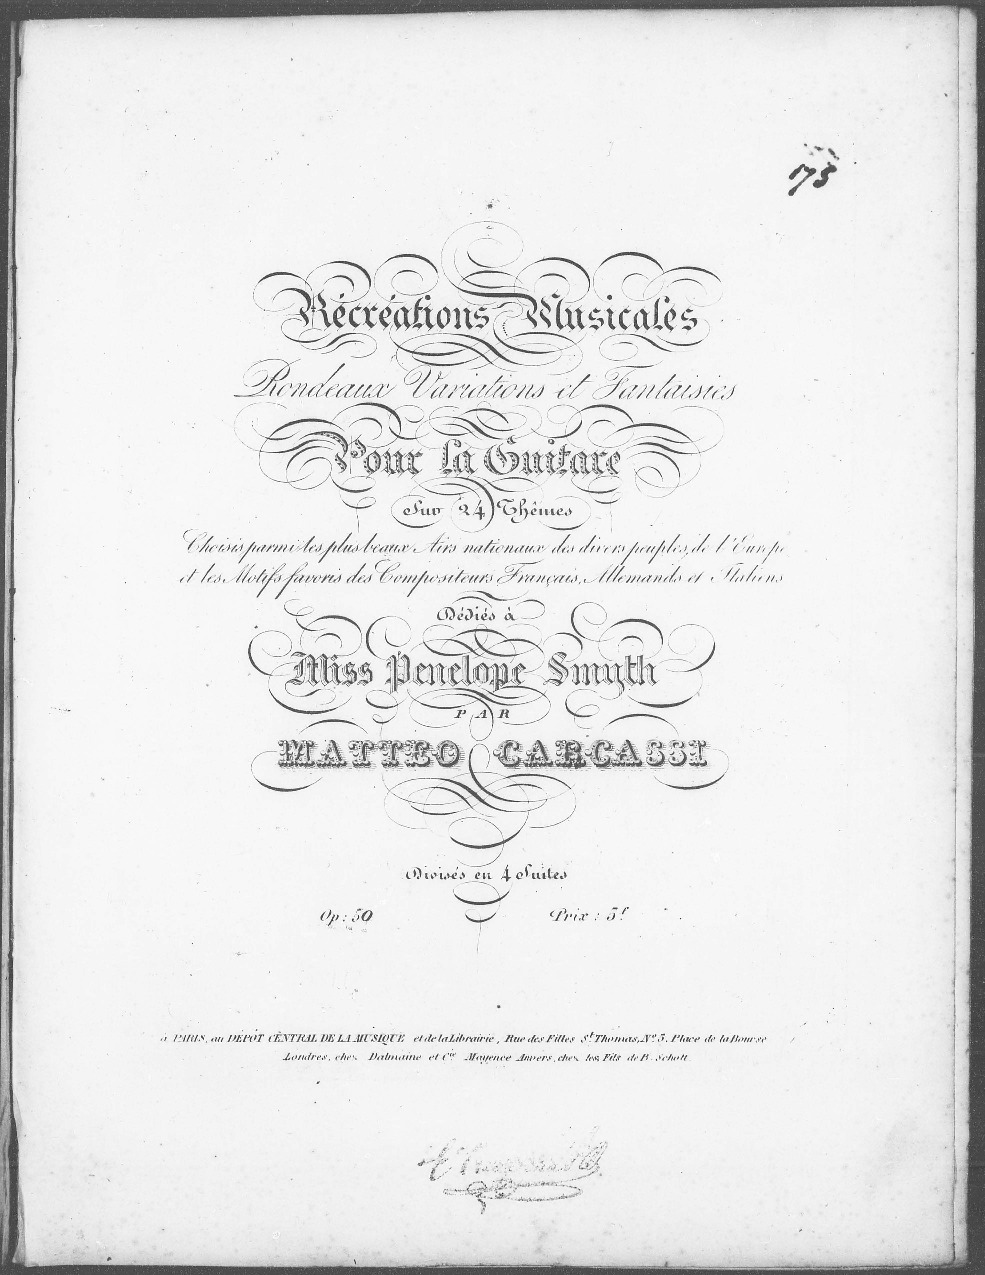 173
Récréations Musicales
Rondeaux Variations et Fantaisies
Pour la Guitare
Sur 24 Thêmes
Choisis parmi les plus beaux Airs nationaux des divers peuples, de l'Europe
et les Motifs favoris des Compositeurs Français, Allemands et Italiens
Dédiés à
Miss Penelope Smyth
PAR
MATTEO CARCASSI
Divisés en 4 Suites
Op: 50 Prix: 5f
à PARIS, au DÉPÔT CENTRAL DE LA MUSIQUE et de la Librairie, Rue des Filles St Thomas, No 5. Place de la Bourse
Londres, chez Dalmaine et Cie Mayence Anvers, chez les Fils de B. Schott